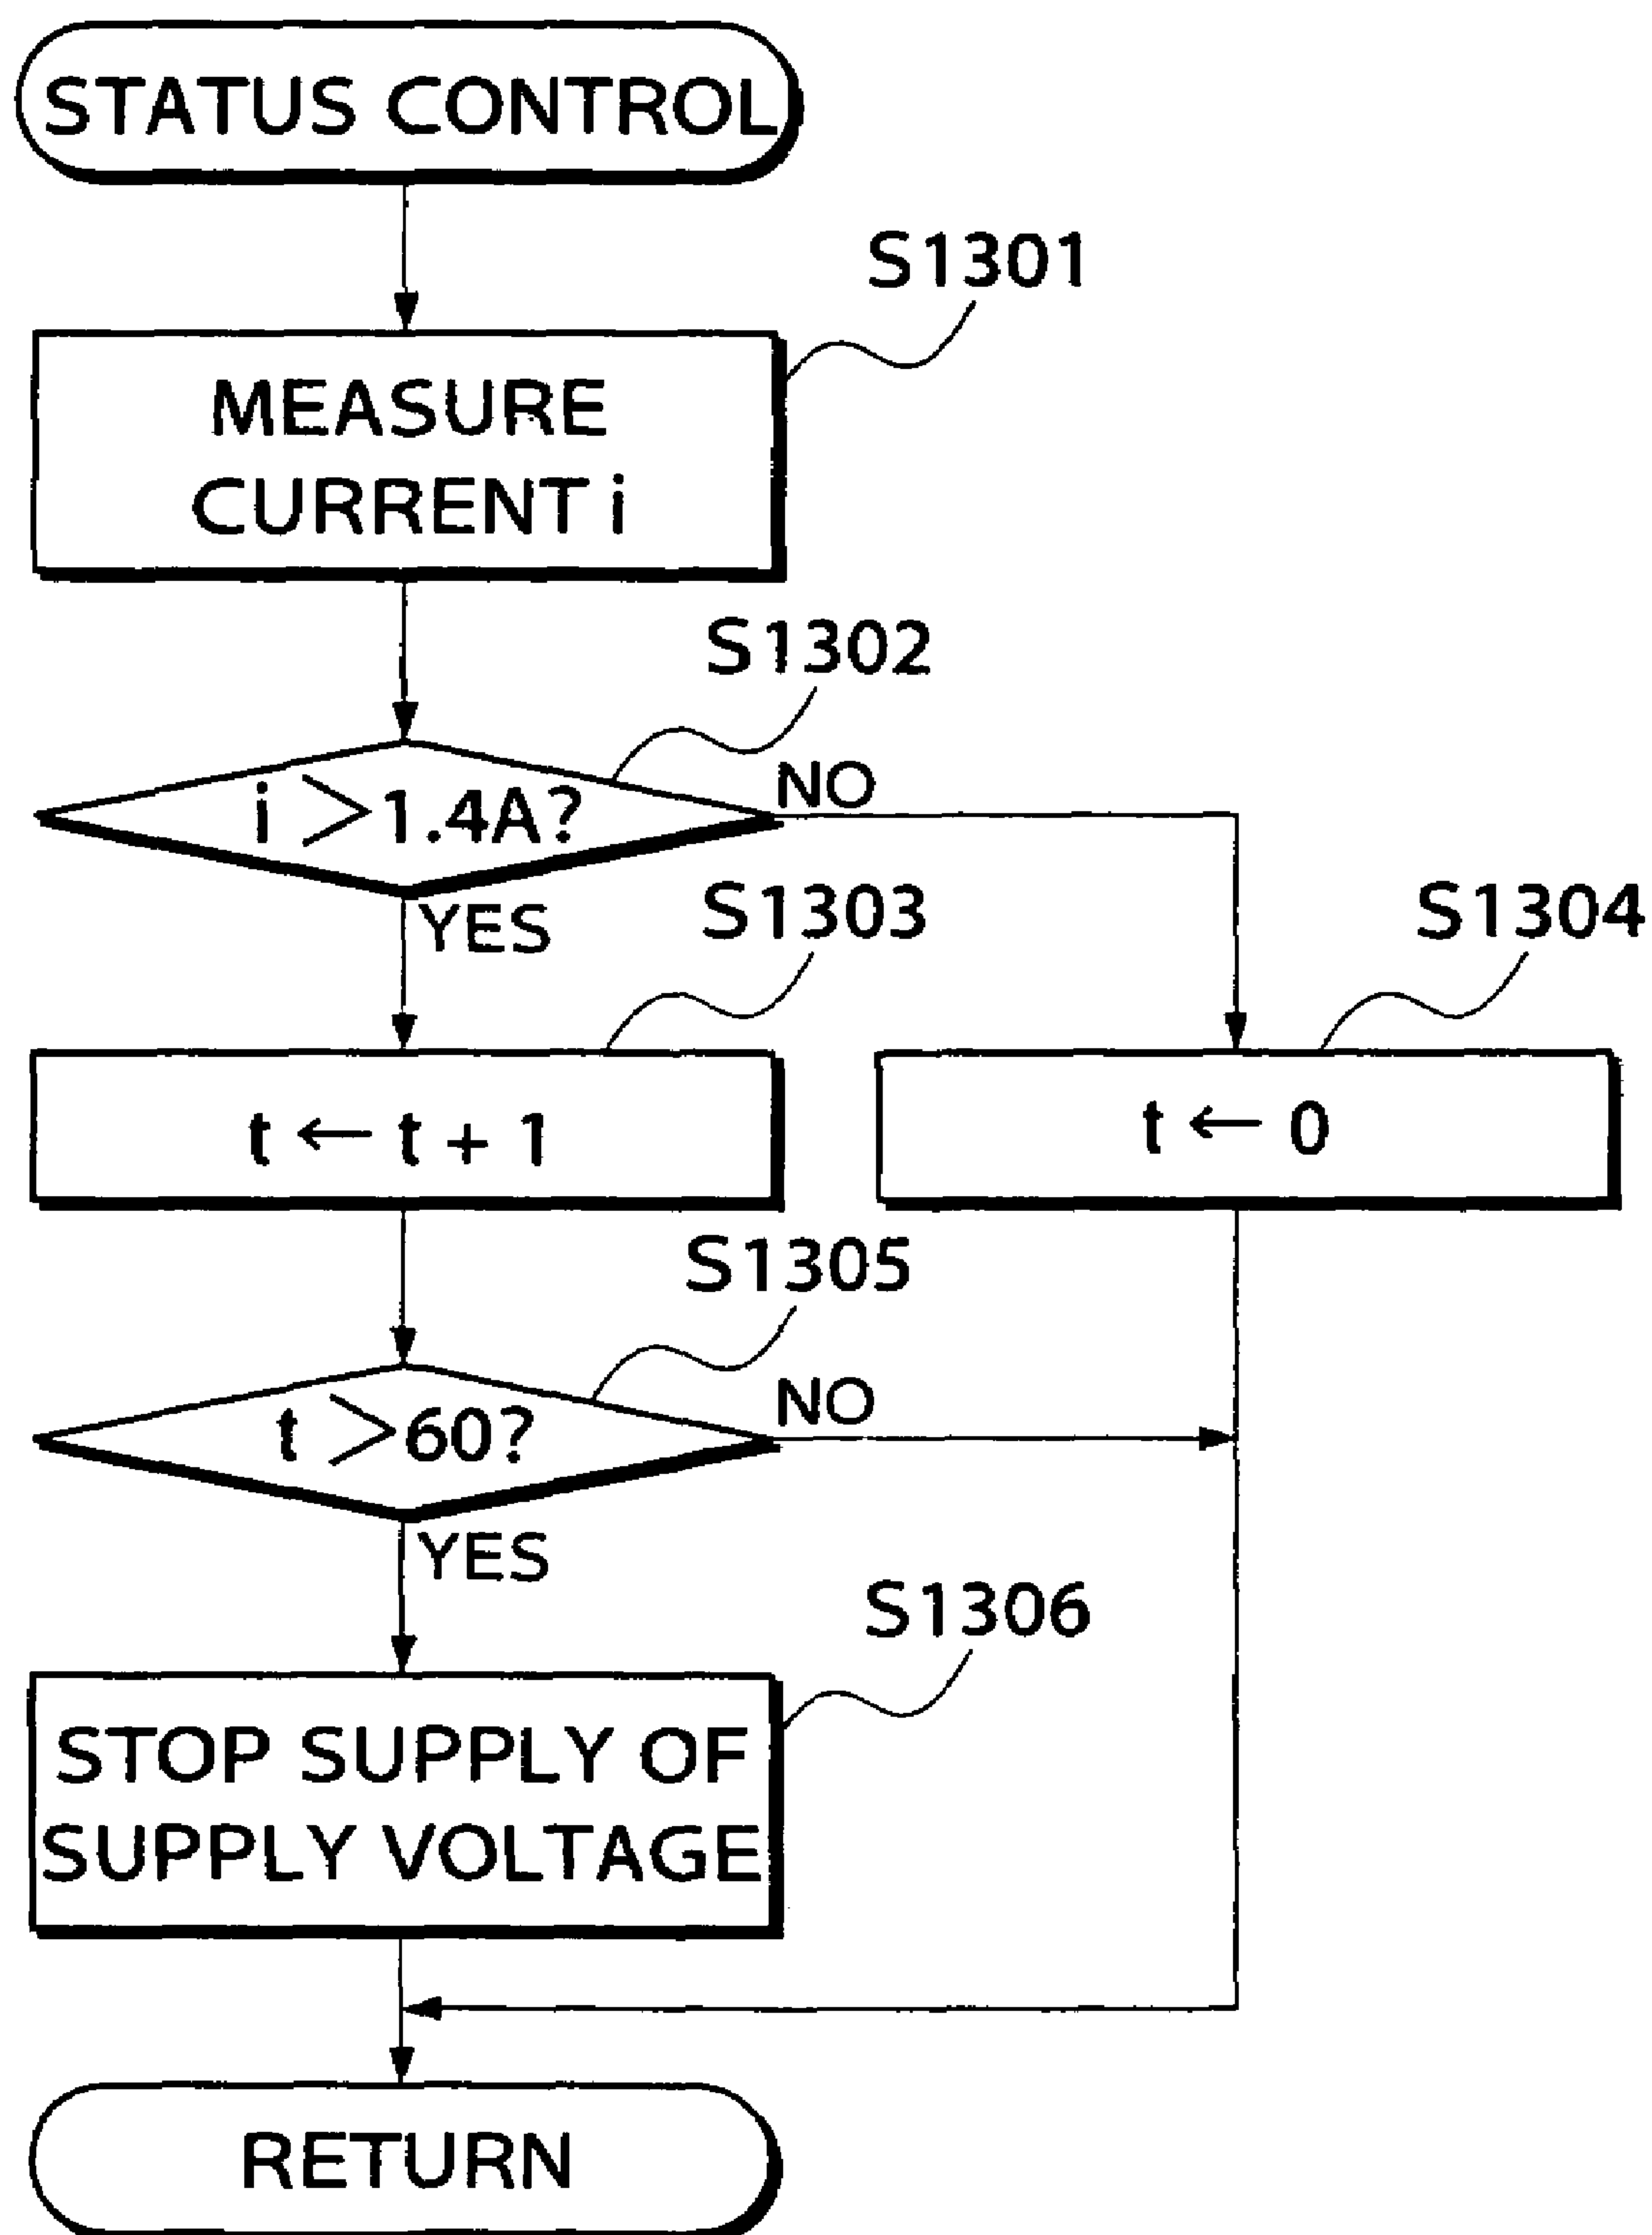 STATUS CONTROL
S1301
MEASURE
CURRENT i
S1302
i >1.4A?
NO
YES
S1303
S1304
t ← t + 1
t ← 0
S1305
t >60?
NO
YES
S1306
STOP SUPPLY OF
SUPPLY VOLTAGE
RETURN